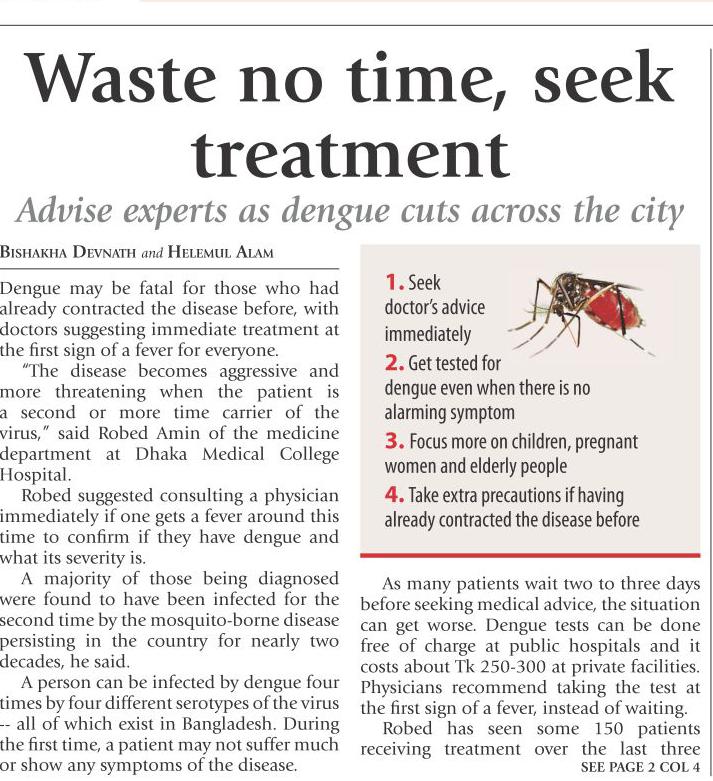 Waste no time, seek
treatment
Advise experts as dengue cuts across the city
BISHAKHA DEVNATH and HELEMUL ALAM
Dengue may be fatal for those who had
already contracted the disease before, with
doctors suggesting immediate treatment at
the first sign of a fever for everyone.
“The disease becomes aggressive and
more threatening when the patient is
a second or more time carrier of the
virus,” said Robed Amin of the medicine
department at Dhaka Medical College
Hospital.
Robed suggested consulting a physician
immediately if one gets a fever around this
time to confirm if they have dengue and
what its severity is.
A majority of those being diagnosed
were found to have been infected for the
second time by the mosquito-borne disease
persisting in the country for nearly two
decades, he said.
A person can be infected by dengue four
times by four different serotypes of the virus
-- all of which exist in Bangladesh. During
the first time, a patient may not suffer much
or show any symptoms of the disease.
1. Seek
doctor’s advice
immediately
2. Get tested for
dengue even when there is no
alarming symptom
3. Focus more on children, pregnant
women and elderly people
4. Take extra precautions if having
already contracted the disease before
As many patients wait two to three days
before seeking medical advice, the situation
can get worse. Dengue tests can be done
free of charge at public hospitals and it
costs about Tk 250-300 at private facilities.
Physicians recommend taking the test at
the first sign of a fever, instead of waiting.
Robed has seen some 150 patients
receiving treatment over the last three
SEE PAGE 2 COL 4